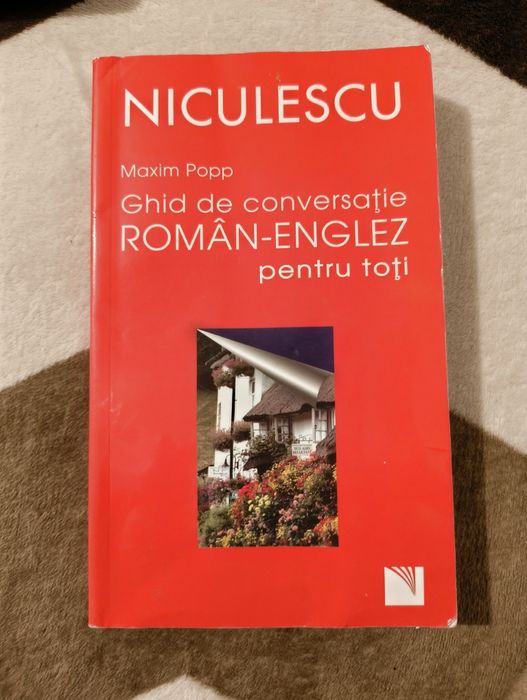 NICULESCU
Maxim Popp
Ghid de conversaţie
ROMÂN-ENGLEZ
pentru toţi